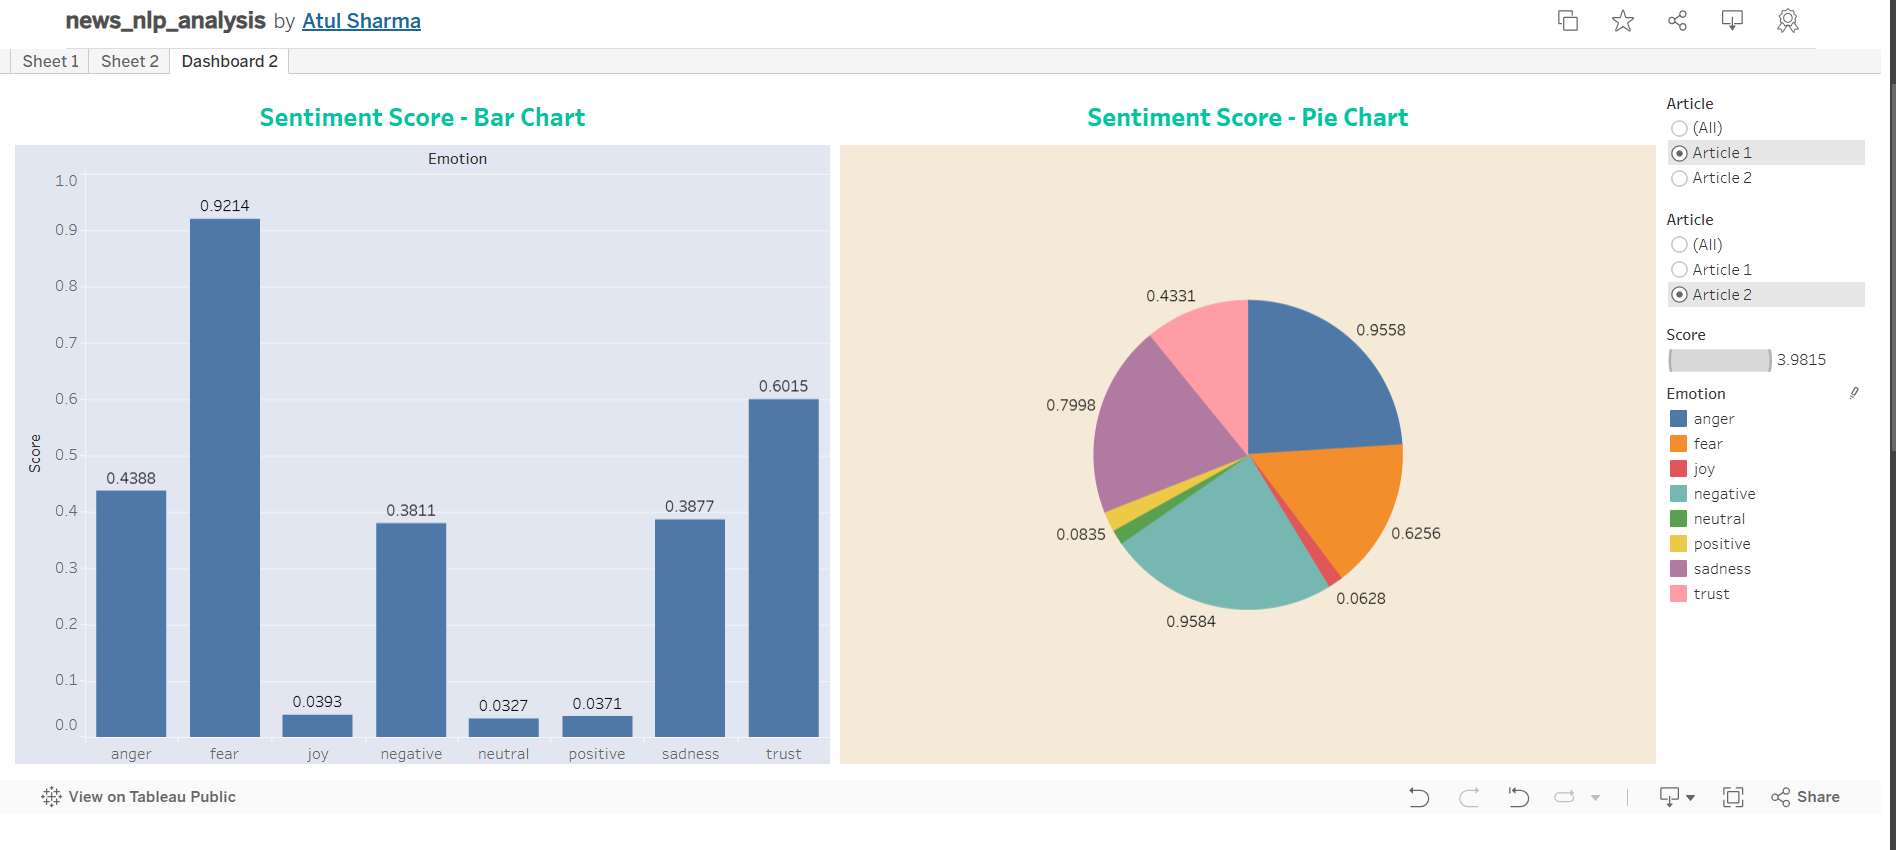 news_nlp_analysis by Atul Sharma
Sheet 1 Sheet 2 Dashboard 2
Sentiment Score - Bar Chart
Emotion
Score
1.0
0.9
0.8
0.7
0.6
0.5
0.4
0.3
0.2
0.1
0.0
0.4388
0.9214
0.0393
0.3811
0.0327
0.0371
0.3877
0.6015
anger fear joy negative neutral positive sadness trust
Sentiment Score - Pie Chart
0.4331
0.9558
0.7998
0.0835
0.6256
0.0628
0.9584
Article
(All)
Article 1
Article 2
Article
(All)
Article 1
Article 2
Score
3.9815
Emotion
anger
fear
joy
negative
neutral
positive
sadness
trust
View on Tableau Public
Share